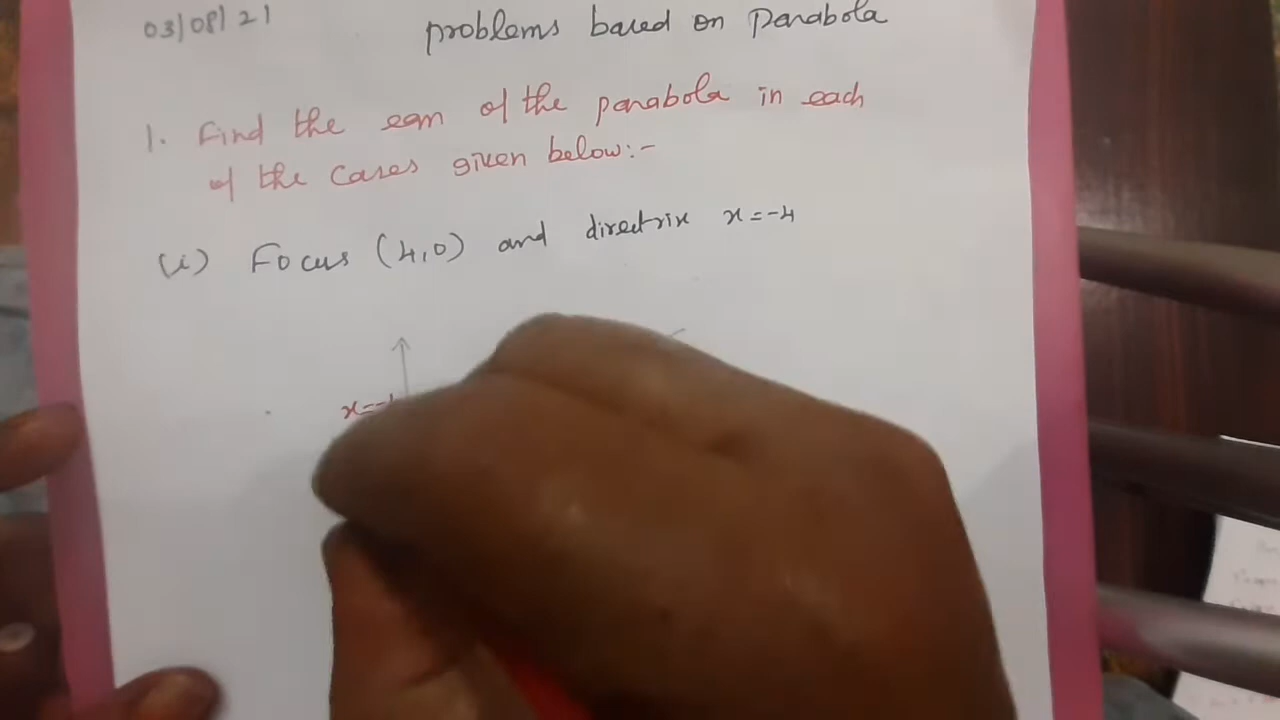 03/08/21
problems based on Parabola
1. Find the eqn of the parabola in each
of the cases given below:-
(i) Focus (4,0) and directrix x=-4
x=-4